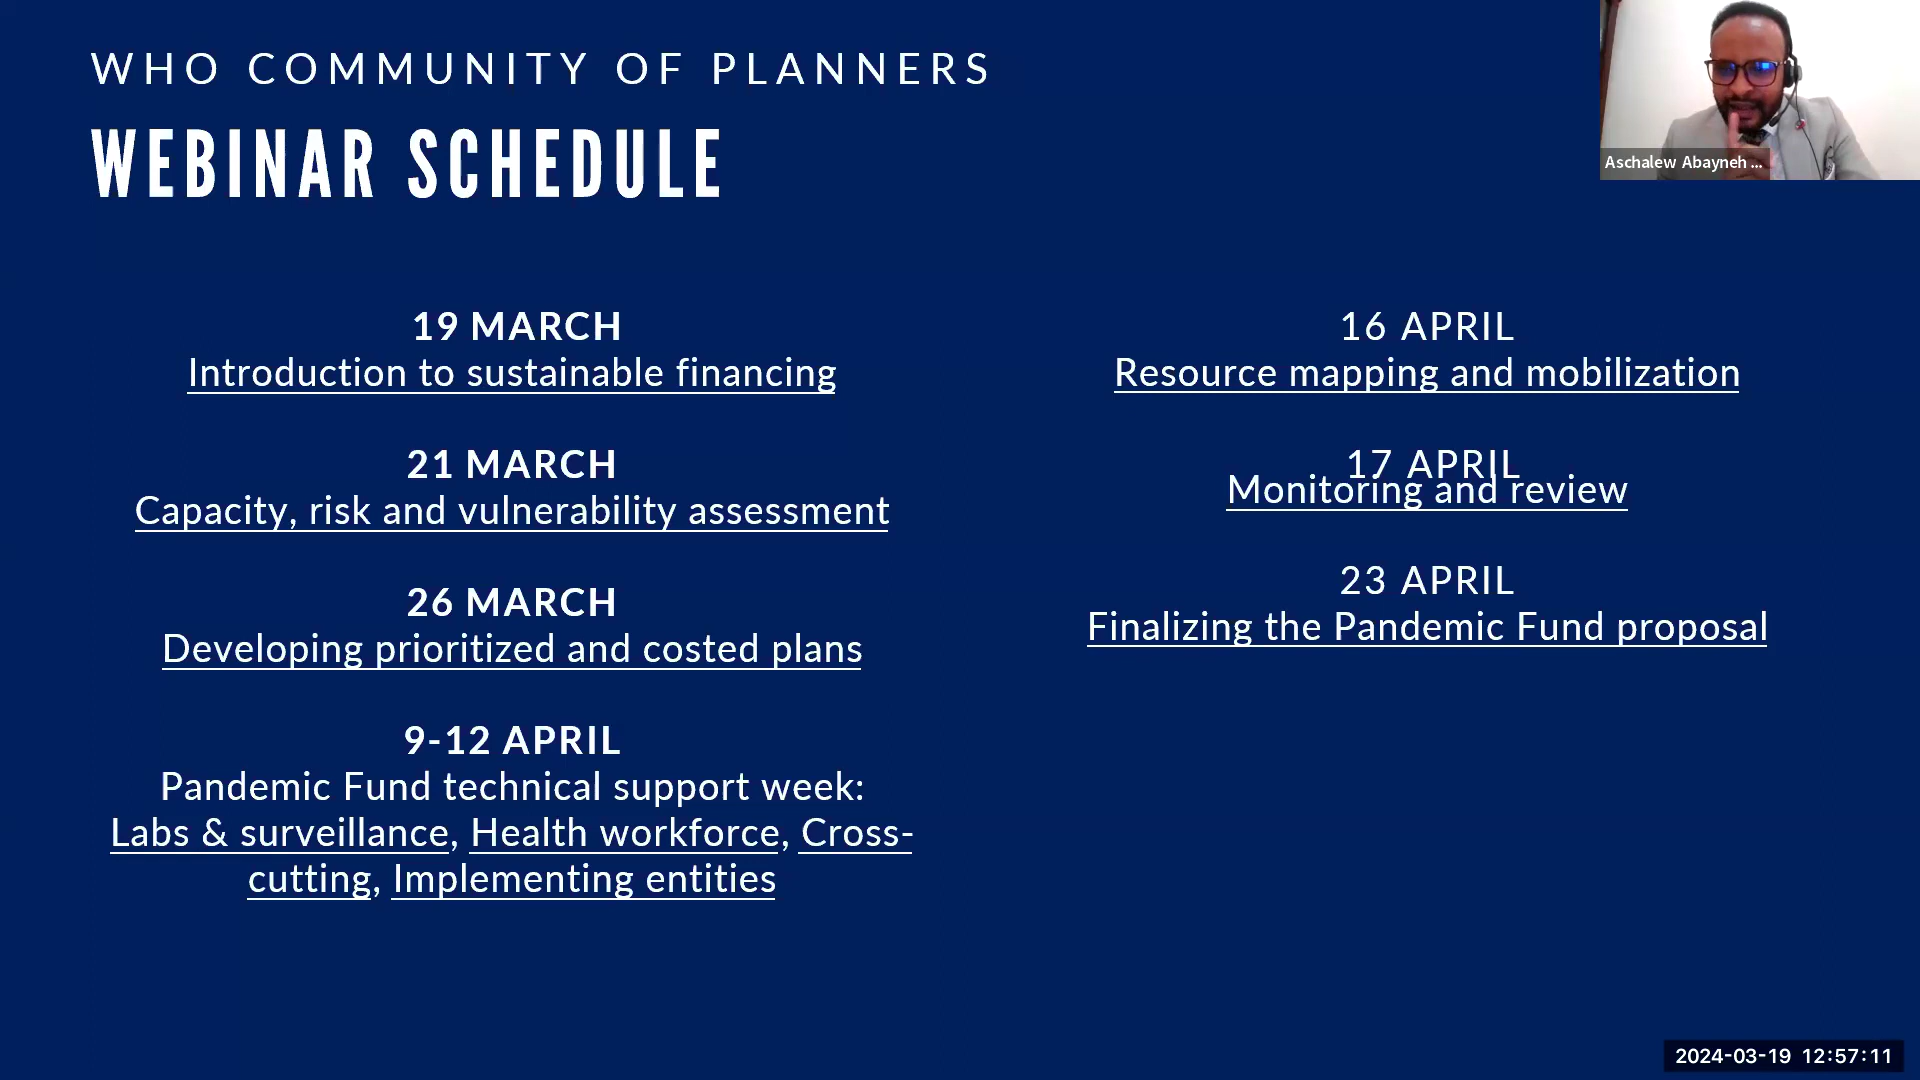 WHO COMMUNITY OF PLANNERS
WEBINAR SCHEDULE
Aschalew Abayneh ...
19 MARCH
Introduction to sustainable financing
21 MARCH
Capacity, risk and vulnerability assessment
26 MARCH
Developing prioritized and costed plans
9-12 APRIL
Pandemic Fund technical support week:
Labs & surveillance, Health workforce, Cross-
cutting, Implementing entities
16 APRIL
Resource mapping and mobilization
17 APRIL
Monitoring and review
23 APRIL
Finalizing the Pandemic Fund proposal
2024-03-19 12:57:11